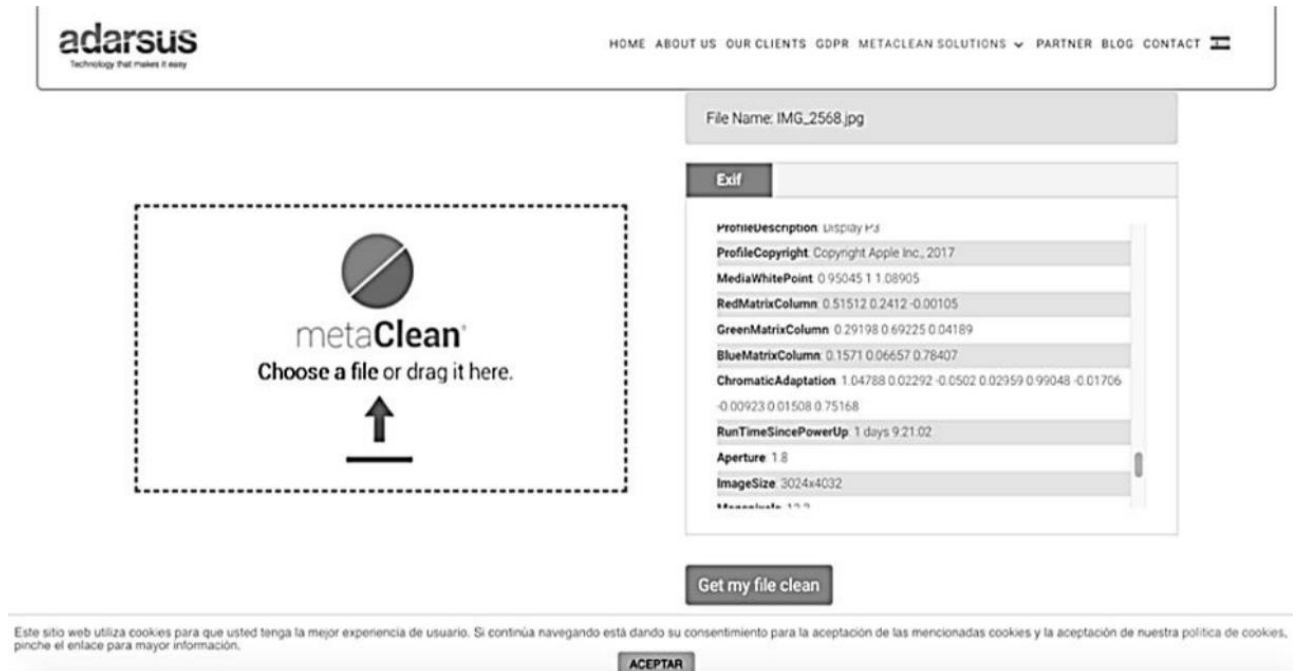 adarsus
Technology that makes it easy
HOME ABOUT US OUR CLIENTS GDPR METACLEAN SOLUTIONS PARTNER BLOG CONTACT
File Name: IMG_2568.jpg
Exif
metaClean
Choose a file or drag it here.
ProfileDescription: Display P3
ProfileCopyright: Copyright Apple Inc., 2017
MediaWhitePoint: 0.95045 1 1.08905
RedMatrixColumn: 0.51512 0.2412 -0.00105
GreenMatrixColumn: 0.29198 0.69225 0.04189
BlueMatrixColumn: 0.1571 0.06657 0.78407
ChromaticAdaptation: 1.04788 0.02292 -0.0502 0.02959 0.99048 -0.01706
-0.00923 0.01508 0.75168
RunTimeSincePowerUp: 1 days 9:21:02
Aperture: 1.8
ImageSize: 3024x4032
Megapixels: 12.2
Get my file clean
Este sitio web utiliza cookies para que usted tenga la mejor experiencia de usuario. Si continúa navegando está dando su consentimiento para la aceptación de las mencionadas cookies y la aceptación de nuestra política de cookies,
pinche el enlace para mayor información.
ACEPTAR